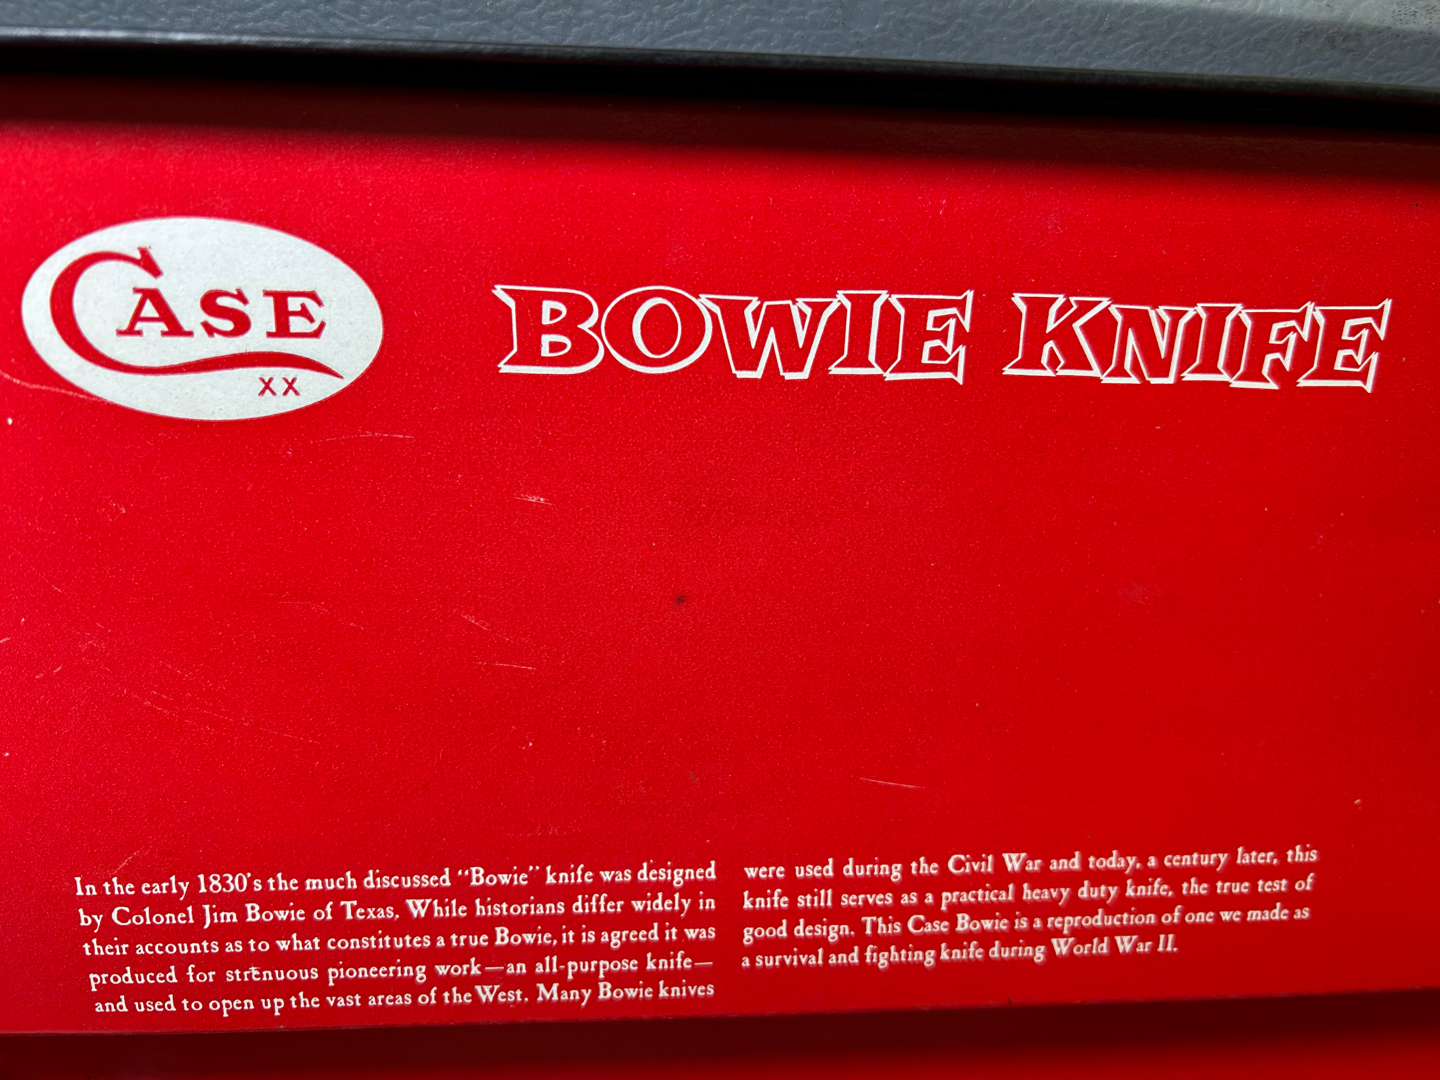 CASE
XX
BOWIE KNIFE
In the early 1830's the much discussed “Bowie” knife was designed
by Colonel Jim Bowie of Texas. While historians differ widely in
their accounts as to what constitutes a true Bowie, it is agreed it was
produced for strenuous pioneering work—an all-purpose knife—
and used to open up the vast areas of the West. Many Bowie knives
were used during the Civil War and today, a century later, this
knife still serves as a practical heavy duty knife, the true test of
good design. This Case Bowie is a reproduction of one we made as
a survival and fighting knife during World War II.